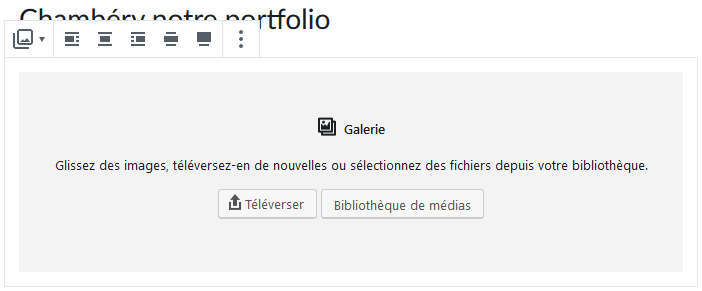 Chambéry notre portfolio
Galerie
Glissez des images, téléversez-en de nouvelles ou sélectionnez des fichiers depuis votre bibliothèque.
Téléverser
Bibliothèque de médias